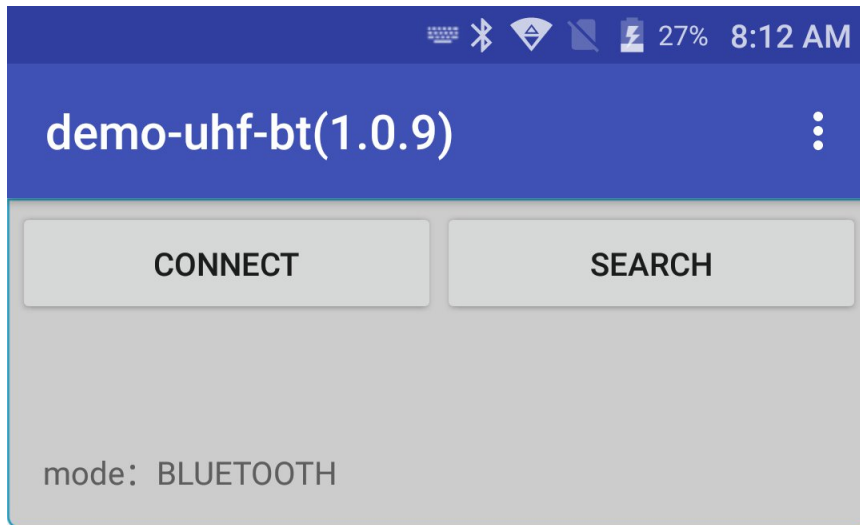 27% 8:12 AM
demo-uhf-bt(1.0.9)
CONNECT SEARCH
mode：BLUETOOTH